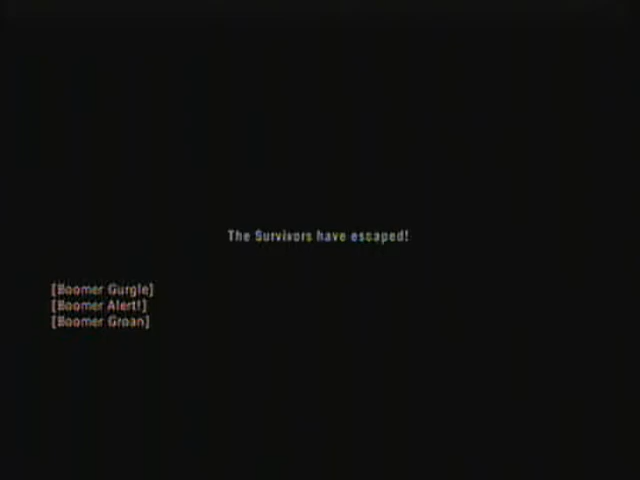 The Survivors have escaped!
[Boomer Gurgle]
[Boomer Alert!]
[Boomer Groan]